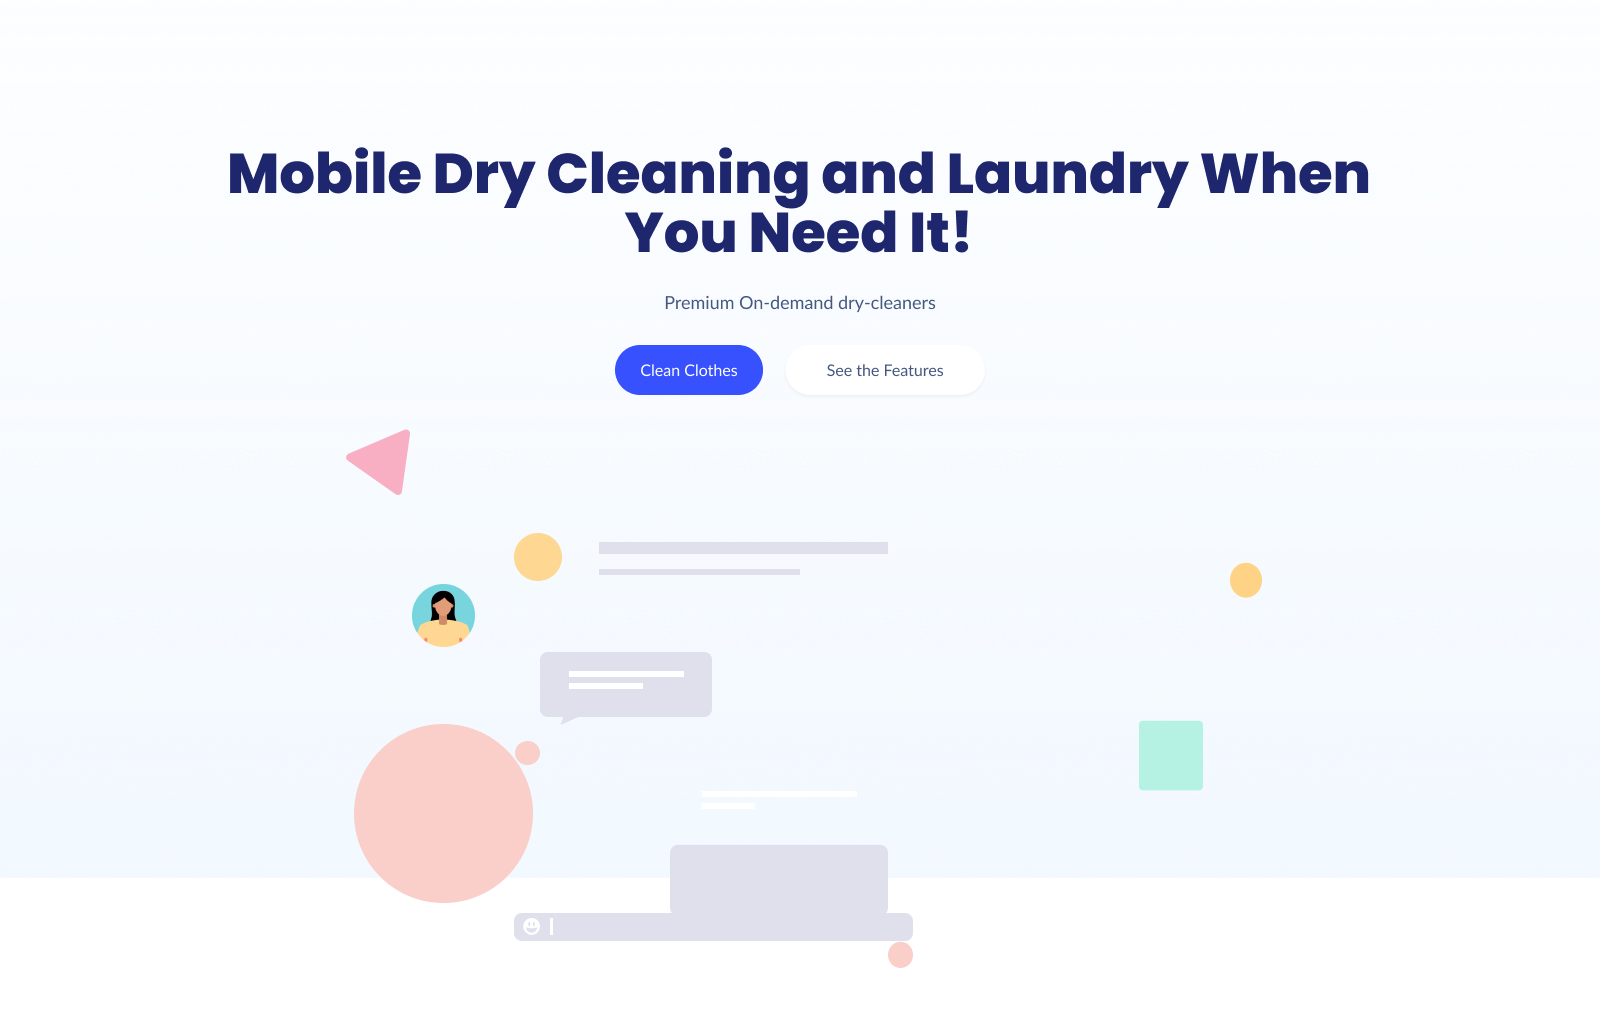 Mobile Dry Cleaning and Laundry When
You Need It!
Premium On-demand dry-cleaners
Clean Clothes
See the Features